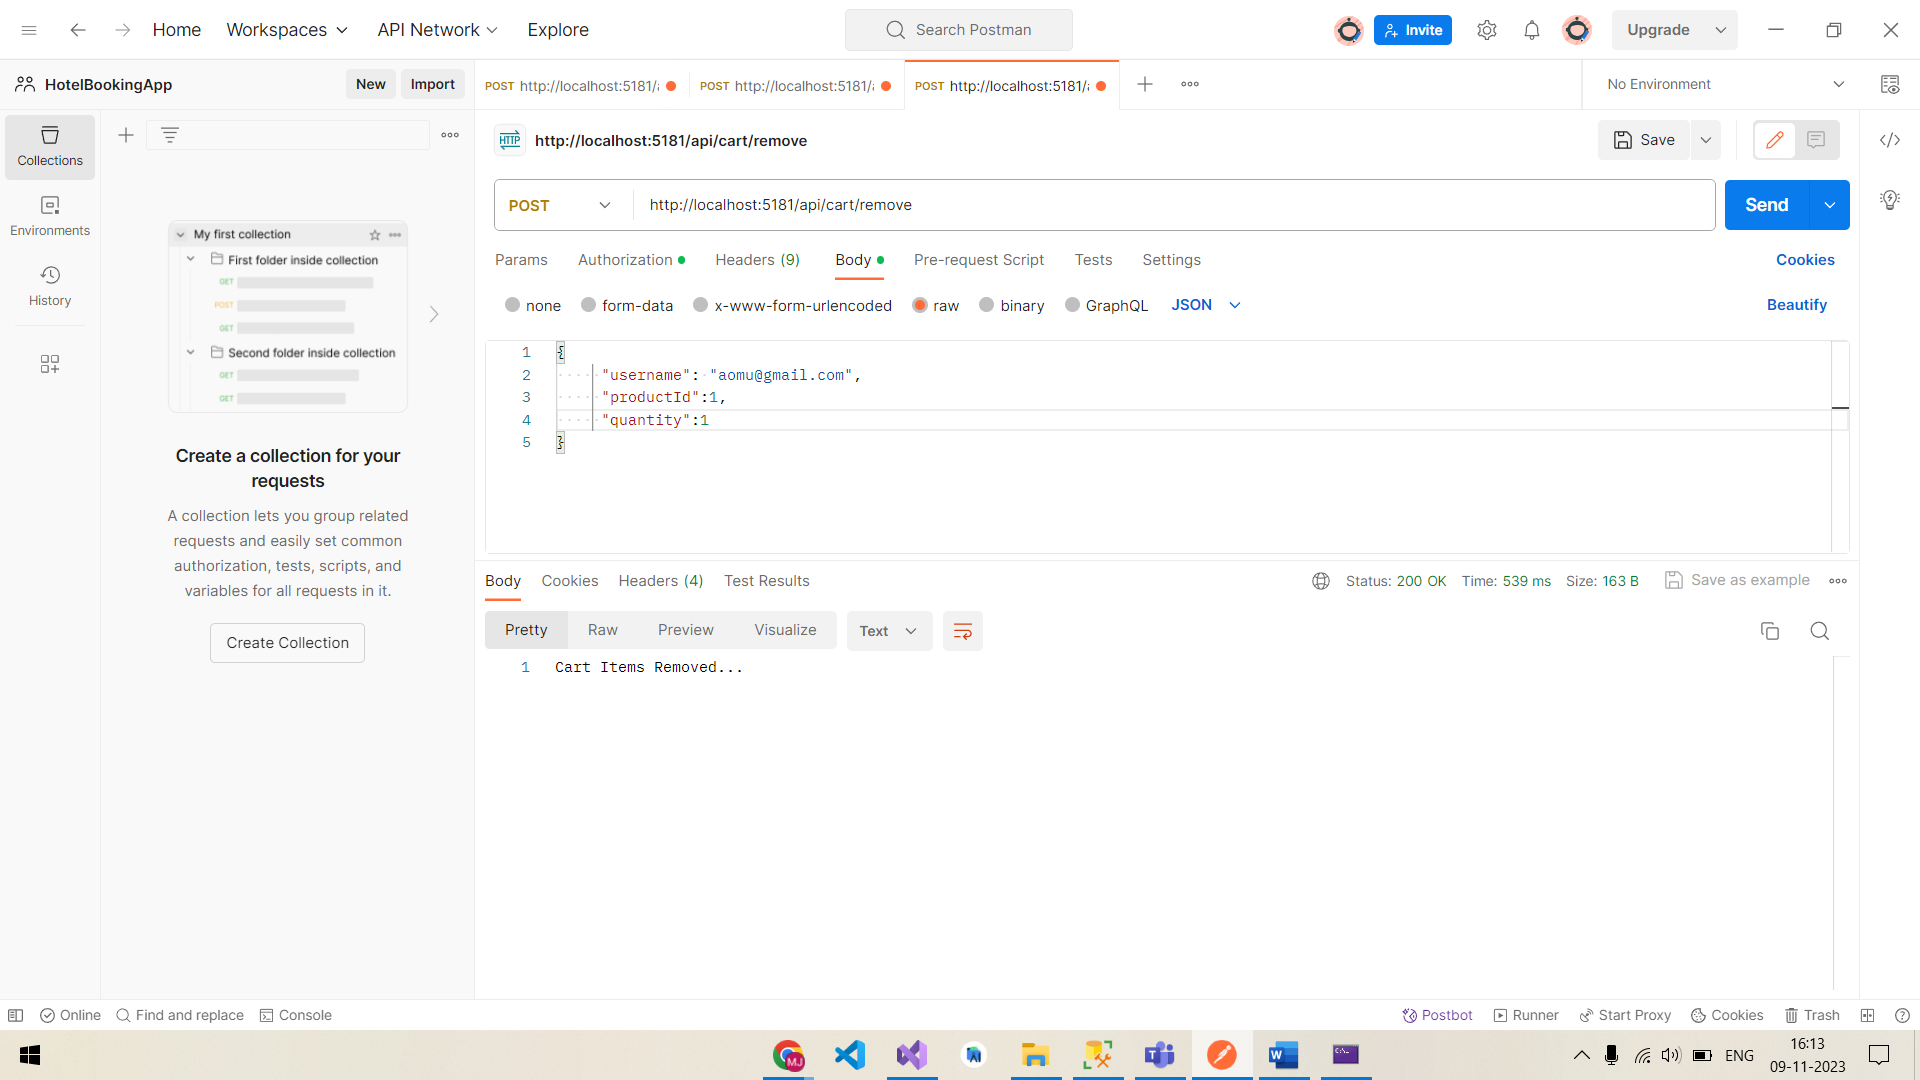 Home Workspaces API Network Explore Search Postman Invite Upgrade
HotelBookingApp New Import
POST http://localhost:5181/a POST http://localhost:5181/a POST http://localhost:5181/a No Environment
HTTP http://localhost:5181/api/cart/remove Save
POST http://localhost:5181/api/cart/remove Send
Params Authorization Headers (9) Body Pre-request Script Tests Settings Cookies
none form-data x-www-form-urlencoded raw binary GraphQL JSON Beautify
1 {
2 "username": "aomu@gmail.com",
3 "productId":1,
4 "quantity":1
5 }
Collections
Environments
History
My first collection
First folder inside collection
GET
POST
GET
Second folder inside collection
GET
GET
Create a collection for your
requests
A collection lets you group related
requests and easily set common
authorization, tests, scripts, and
variables for all requests in it.
Create Collection
Body Cookies Headers (4) Test Results Status: 200 OK Time: 539 ms Size: 163 B Save as example
Pretty Raw Preview Visualize Text
1 Cart Items Removed...
Online Find and replace Console Postbot Runner Start Proxy Cookies Trash
MJ
ENG 16:13
09-11-2023